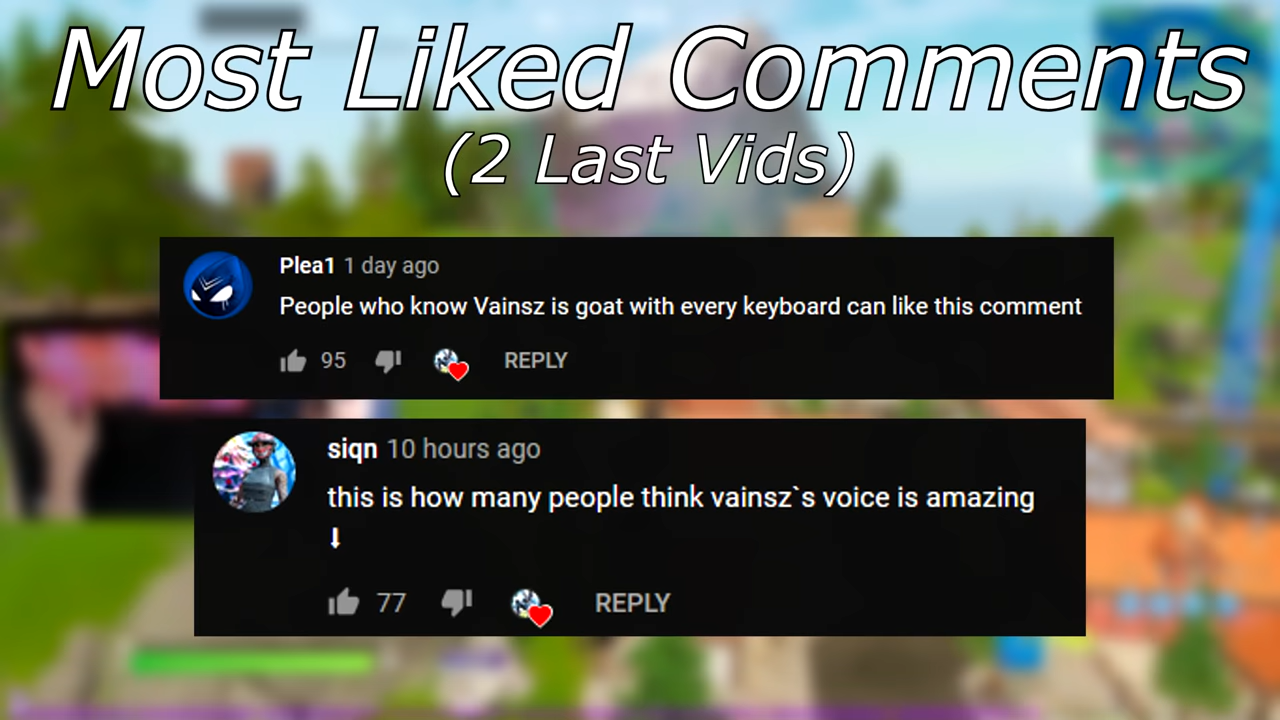 Most Liked Comments
(2 Last Vids)
Plea1 1 day ago
People who know Vainsz is goat with every keyboard can like this comment
95 REPLY
siqn 10 hours ago
this is how many people think vainsz`s voice is amazing
⬇
77 REPLY